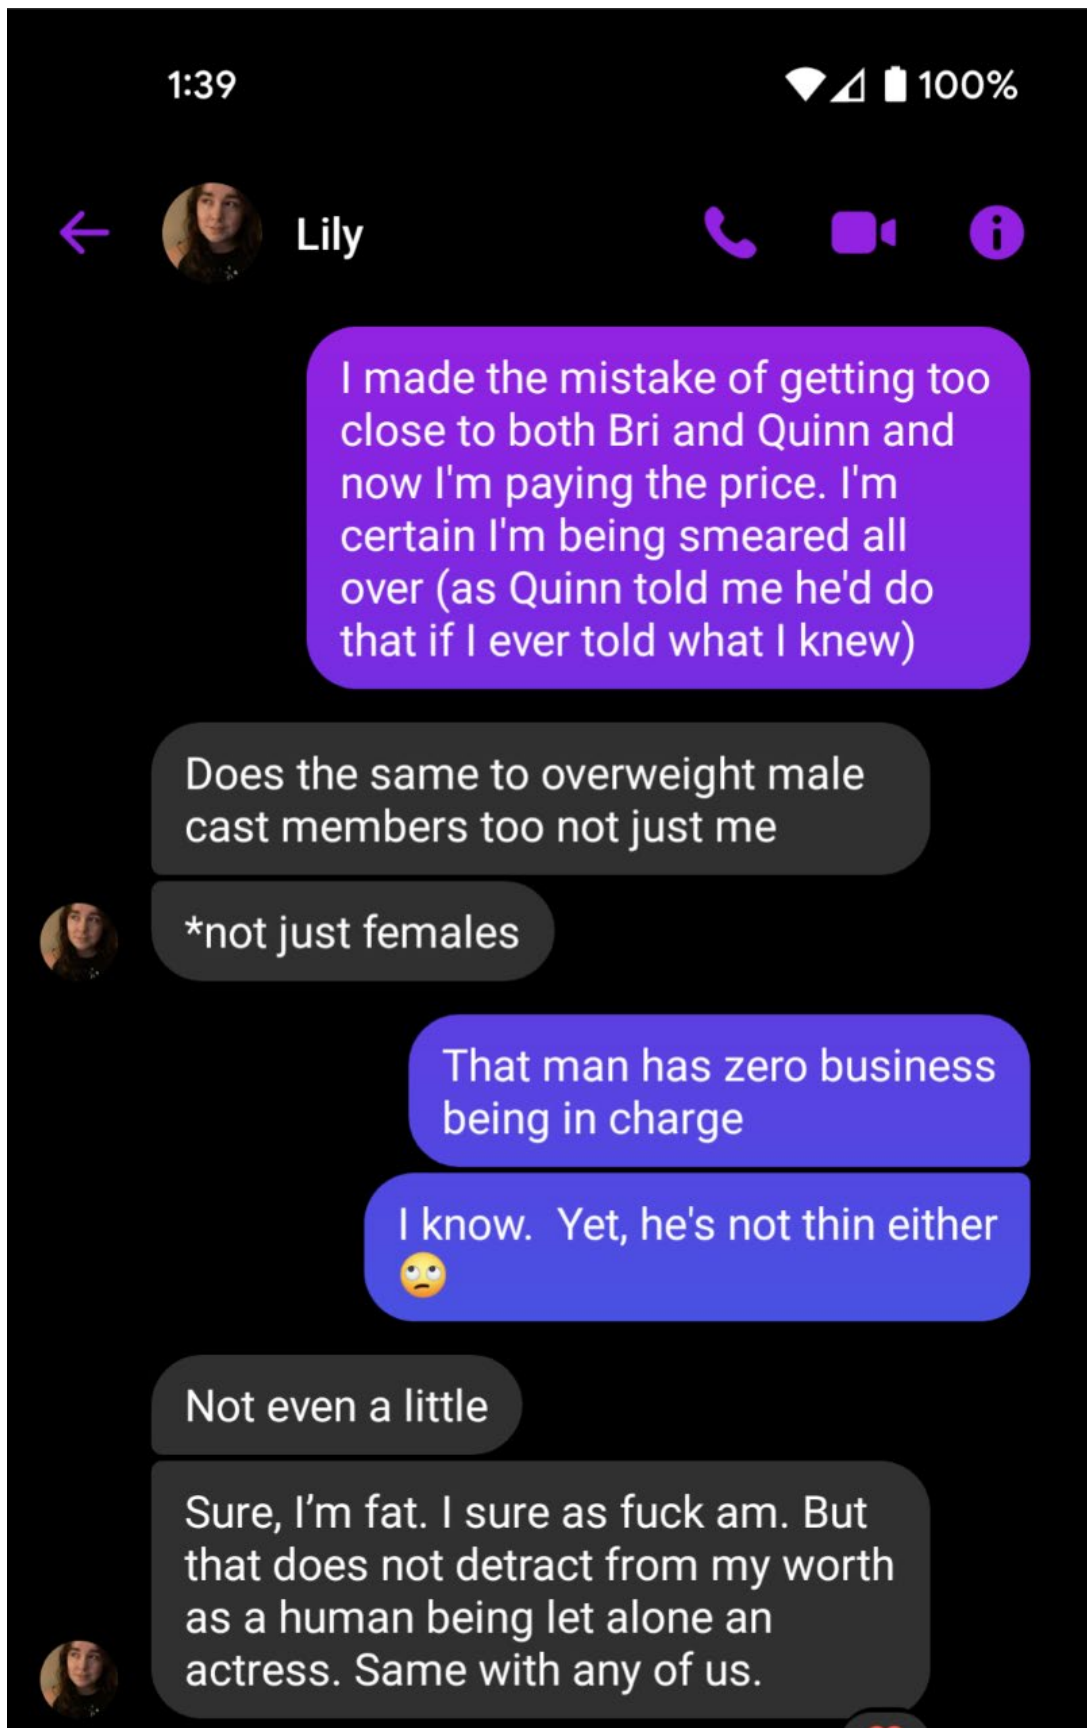 1:39
100%
Lily
I made the mistake of getting too
close to both Bri and Quinn and
now I'm paying the price. I'm
certain I'm being smeared all
over (as Quinn told me he'd do
that if I ever told what I knew)
Does the same to overweight male
cast members too not just me
*not just females
That man has zero business
being in charge
I know.  Yet, he's not thin either
🙄
Not even a little
Sure, I’m fat. I sure as fuck am. But
that does not detract from my worth
as a human being let alone an
actress. Same with any of us.